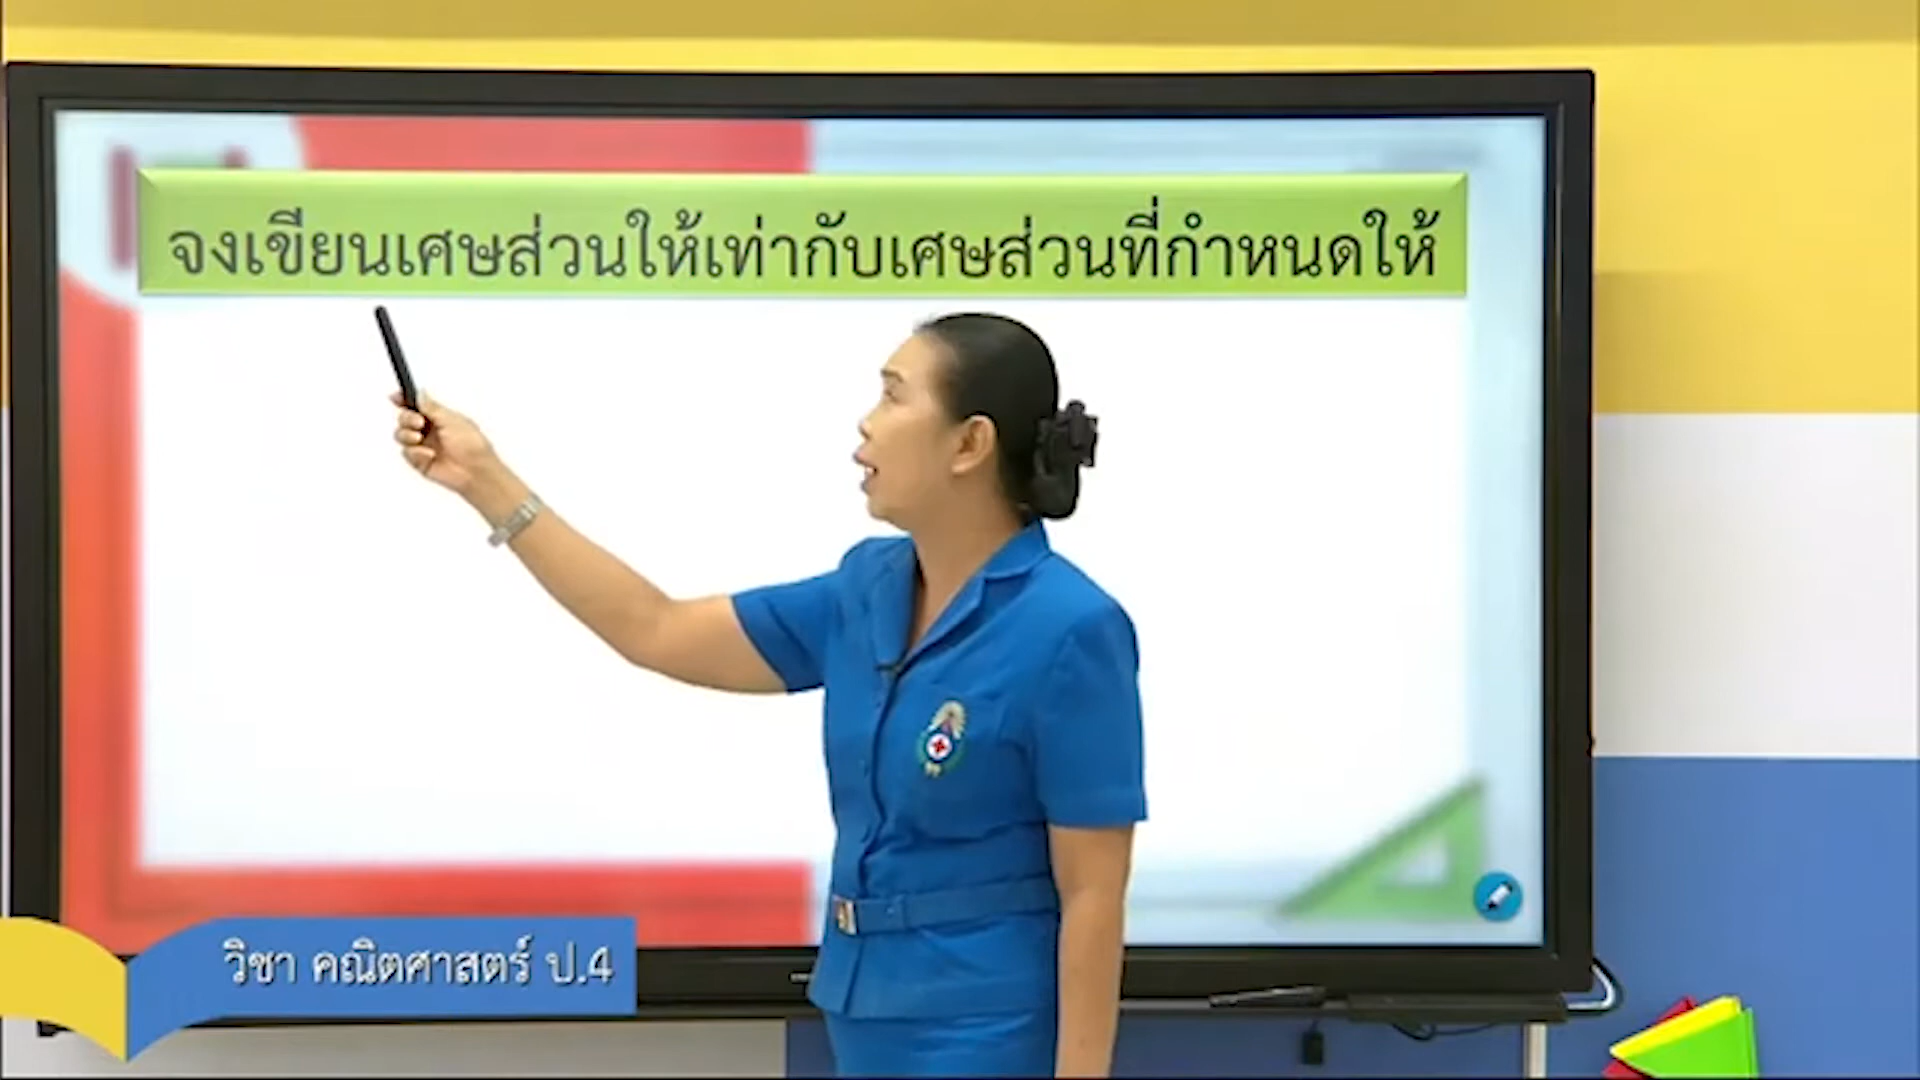 จงเขียนเศษส่วนให้เท่ากับเศษส่วนที่กำหนดให้
วิชา คณิตศาสตร์ ป.4